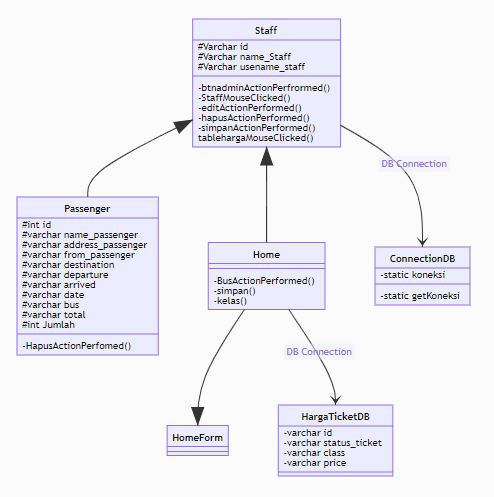 Staff
#Varchar id
#Varchar name_Staff
#Varchar usename_staff
-btnadminActionPerfrormed()
-StaffMouseClicked()
-editActionPerformed()
-hapusActionPerformed()
-simpanActionPerformed()
tablehargaMouseClicked()
DB Connection
Passenger
#int id
#varchar name_passenger
#varchar address_passenger
#varchar from_passenger
#varchar destination
#varchar departure
#varchar arrived
#varchar date
#varchar bus
#varchar total
#int Jumlah
-HapusActionPerfomed()
Home
-BusActionPerformed()
-simpan()
-kelas()
ConnectionDB
-static koneksi
-static getKoneksi
DB Connection
HomeForm
HargaTicketDB
-varchar id
-varchar status_ticket
-varchar class
-varchar price